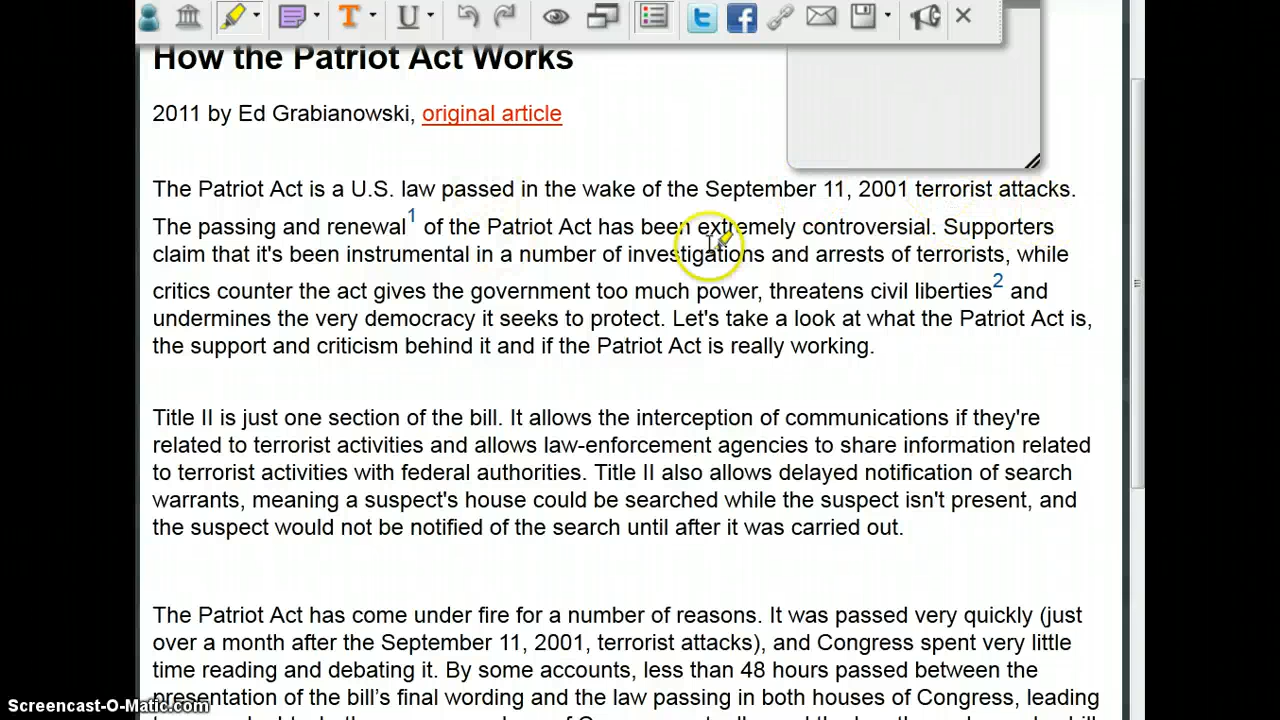 How the Patriot Act Works
2011 by Ed Grabianowski, original article
The Patriot Act is a U.S. law passed in the wake of the September 11, 2001 terrorist attacks.
The passing and renewal1 of the Patriot Act has been extremely controversial. Supporters
claim that it's been instrumental in a number of investigations and arrests of terrorists, while
critics counter the act gives the government too much power, threatens civil liberties2 and
undermines the very democracy it seeks to protect. Let's take a look at what the Patriot Act is,
the support and criticism behind it and if the Patriot Act is really working.
Title II is just one section of the bill. It allows the interception of communications if they're
related to terrorist activities and allows law-enforcement agencies to share information related
to terrorist activities with federal authorities. Title II also allows delayed notification of search
warrants, meaning a suspect's house could be searched while the suspect isn't present, and
the suspect would not be notified of the search until after it was carried out.
The Patriot Act has come under fire for a number of reasons. It was passed very quickly (just
over a month after the September 11, 2001, terrorist attacks), and Congress spent very little
time reading and debating it. By some accounts, less than 48 hours passed between the
presentation of the bill's final wording and the law passing in both houses of Congress, leading
Screencast-O-Matic.com